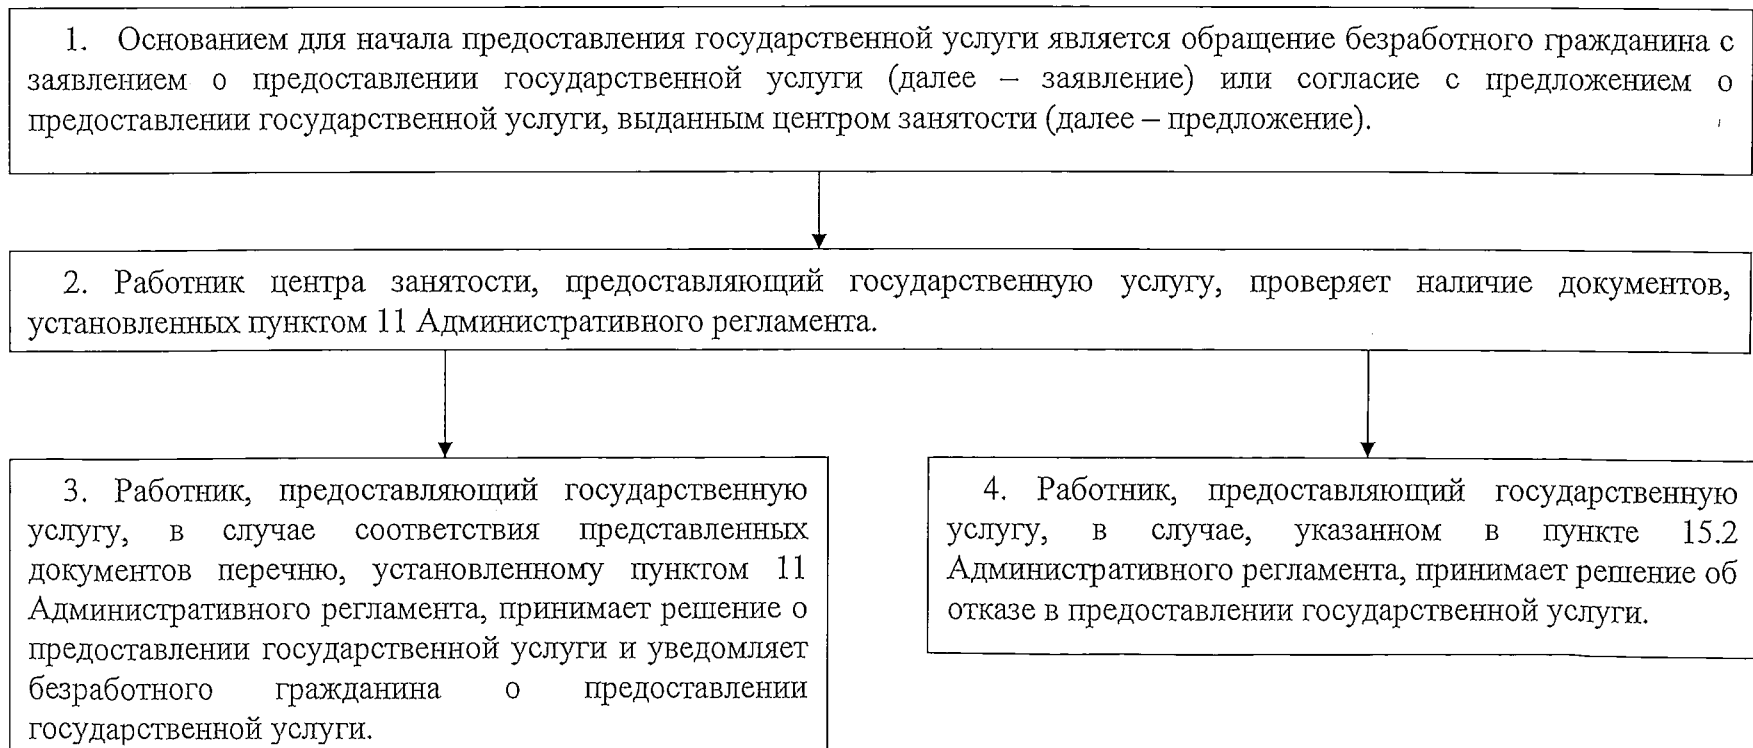 1. Основанием для начала предоставления государственной услуги является обращение безработного гражданина с
заявлением о предоставлении государственной услуги (далее – заявление) или согласие с предложением о
предоставлении государственной услуги, выданным центром занятости (далее – предложение).
2. Работник центра занятости, предоставляющий государственную услугу, проверяет наличие документов,
установленных пунктом 11 Административного регламента.
3. Работник, предоставляющий государственную
услугу, в случае соответствия представленных
документов перечню, установленному пунктом 11
Административного регламента, принимает решение о
предоставлении государственной услуги и уведомляет
безработного гражданина о предоставлении
государственной услуги.
4. Работник, предоставляющий государственную
услугу, в случае, указанном в пункте 15.2
Административного регламента, принимает решение об
отказе в предоставлении государственной услуги.